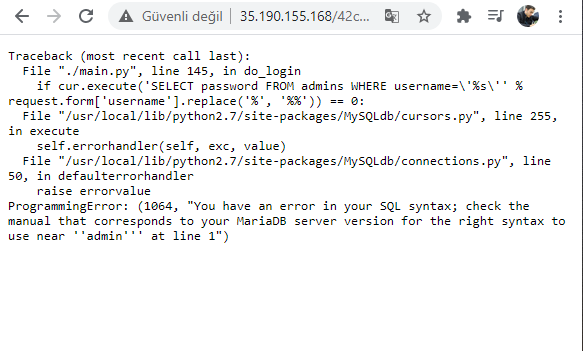 Güvenli değil
35.190.155.168/42c...
Traceback (most recent call last):
  File "./main.py", line 145, in do_login
    if cur.execute('SELECT password FROM admins WHERE username=\'%s\'' %
request.form['username'].replace('%', '%%')) == 0:
  File "/usr/local/lib/python2.7/site-packages/MySQLdb/cursors.py", line 255,
in execute
    self.errorhandler(self, exc, value)
  File "/usr/local/lib/python2.7/site-packages/MySQLdb/connections.py", line
50, in defaulterrorhandler
    raise errorvalue
ProgrammingError: (1064, "You have an error in your SQL syntax; check the
manual that corresponds to your MariaDB server version for the right syntax to
use near ''admin''' at line 1")